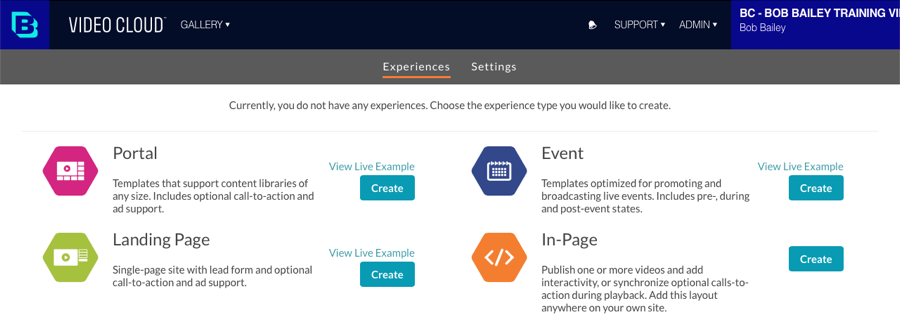 VIDEO CLOUD GALLERY ▾ SUPPORT ▾ ADMIN ▾ BC - BOB BAILEY TRAINING
Bob Bailey
Experiences Settings
Currently, you do not have any experiences. Choose the experience type you would like to create.
Portal
View Live Example
Templates that support content libraries of
any size. Includes optional call-to-action and
ad support.
Create
Event
View Live Example
Templates optimized for promoting and
broadcasting live events. Includes pre-, during
and post-event states.
Create
Landing Page
View Live Example
Single-page site with lead form and optional
call-to-action and ad support.
Create
In-Page
Publish one or more videos and add
interactivity, or synchronize optional calls-to-
action during playback. Add this layout
anywhere on your own site.
Create